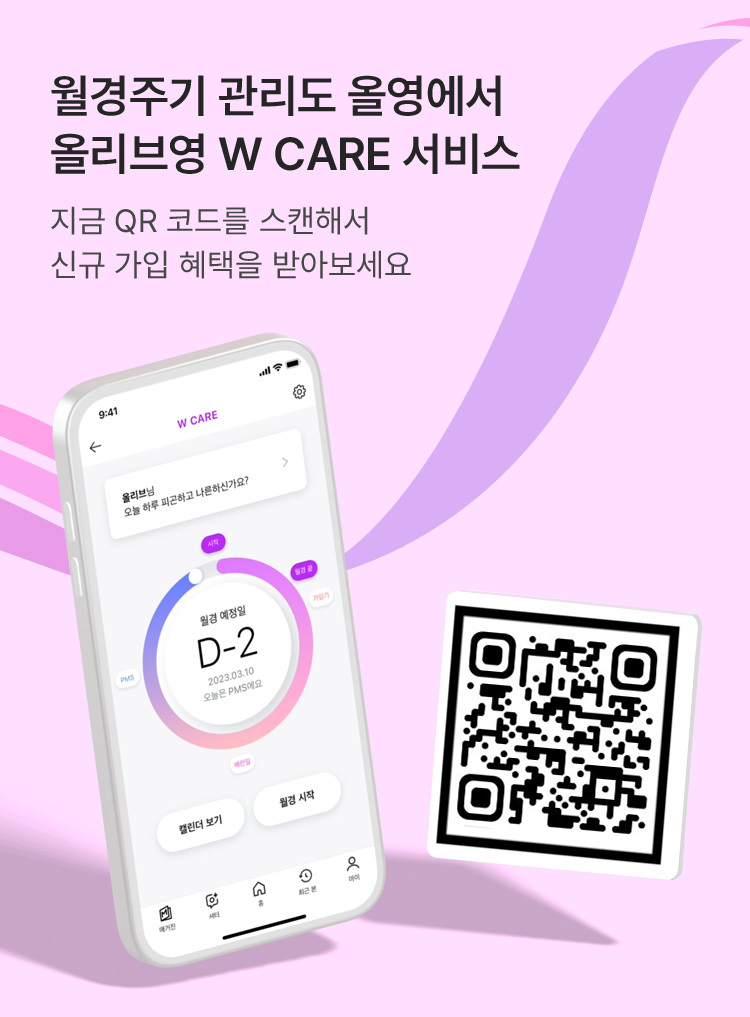 월경주기 관리도 올영에서
올리브영 W CARE 서비스
지금 QR 코드를 스캔해서
신규 가입 혜택을 받아보세요
9:41
W CARE
올리브님
오늘 하루 피곤하고 나른하신가요?
시작
월경 끝
가임기
월경 예정일
D-2
2023.03.10
오늘은 PMS예요
PMS
배란일
캘린더 보기
월경 시작
매거진
셔터
홈
최근 본
마이